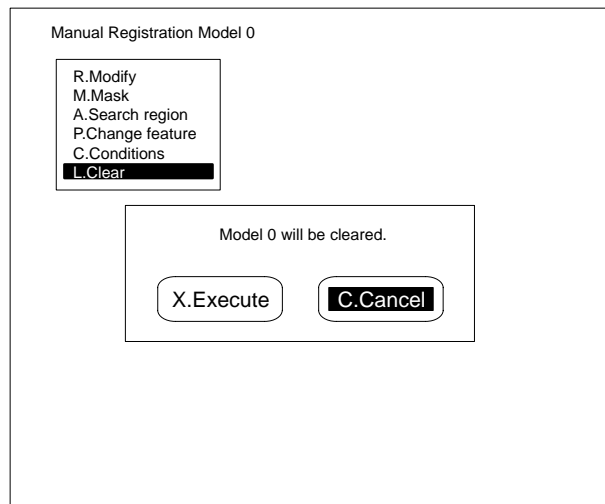 Manual Registration Model 0
R.Modify
M.Mask
A.Search region
P.Change feature
C.Conditions
L.Clear
Model 0 will be cleared.
X.Execute C.Cancel